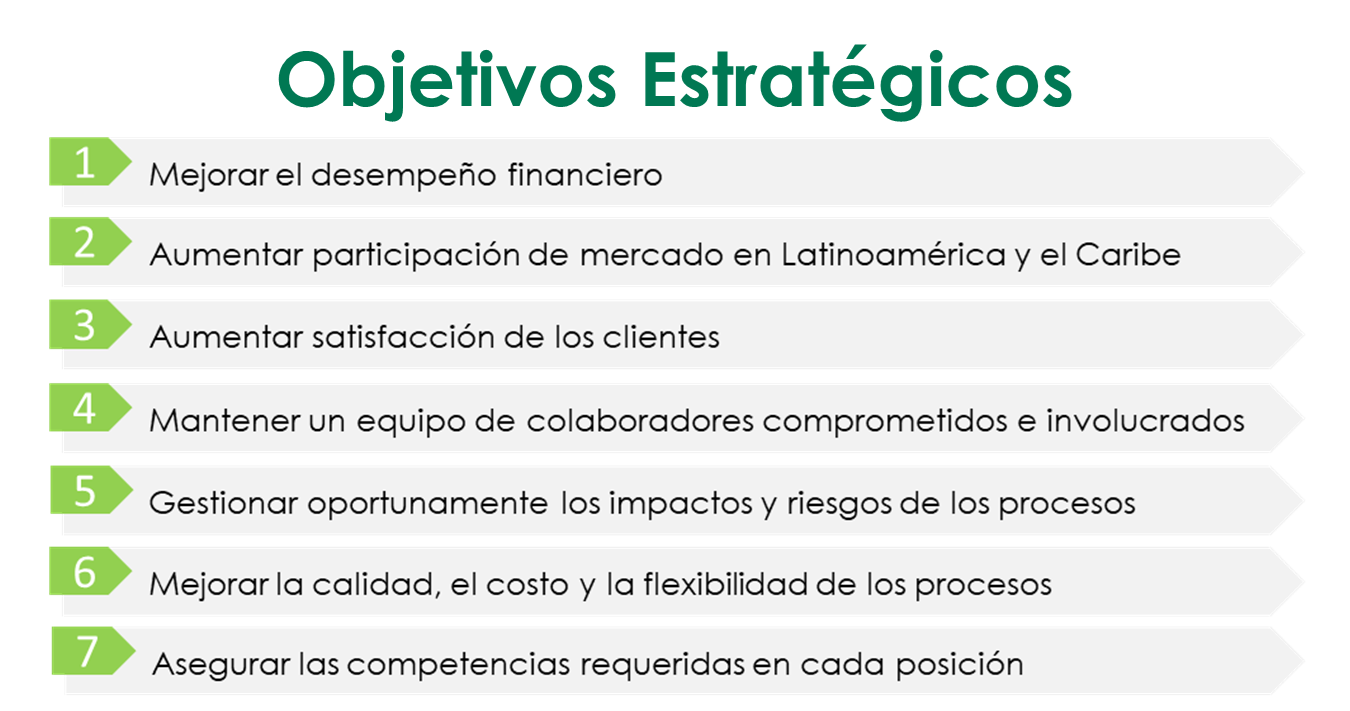 Objetivos Estratégicos
1 Mejorar el desempeño financiero
2 Aumentar participación de mercado en Latinoamérica y el Caribe
3 Aumentar satisfacción de los clientes
4 Mantener un equipo de colaboradores comprometidos e involucrados
5 Gestionar oportunamente los impactos y riesgos de los procesos
6 Mejorar la calidad, el costo y la flexibilidad de los procesos
7 Asegurar las competencias requeridas en cada posición